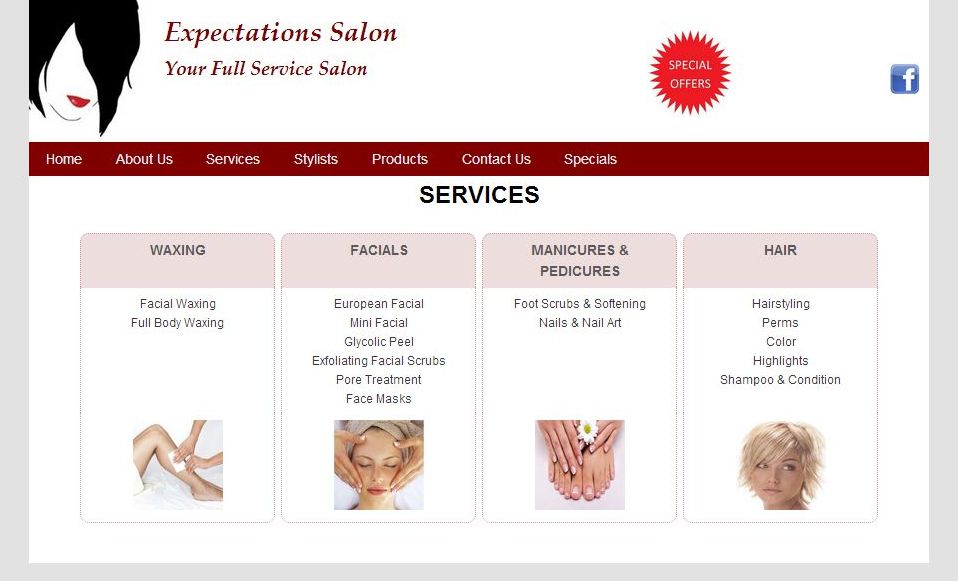 Expectations Salon
Your Full Service Salon
SPECIAL
OFFERS
f
Home About Us Services Stylists Products Contact Us Specials
SERVICES
WAXING
Facial Waxing
Full Body Waxing
FACIALS
European Facial
Mini Facial
Glycolic Peel
Exfoliating Facial Scrubs
Pore Treatment
Face Masks
MANICURES &
PEDICURES
Foot Scrubs & Softening
Nails & Nail Art
HAIR
Hairstyling
Perms
Color
Highlights
Shampoo & Condition